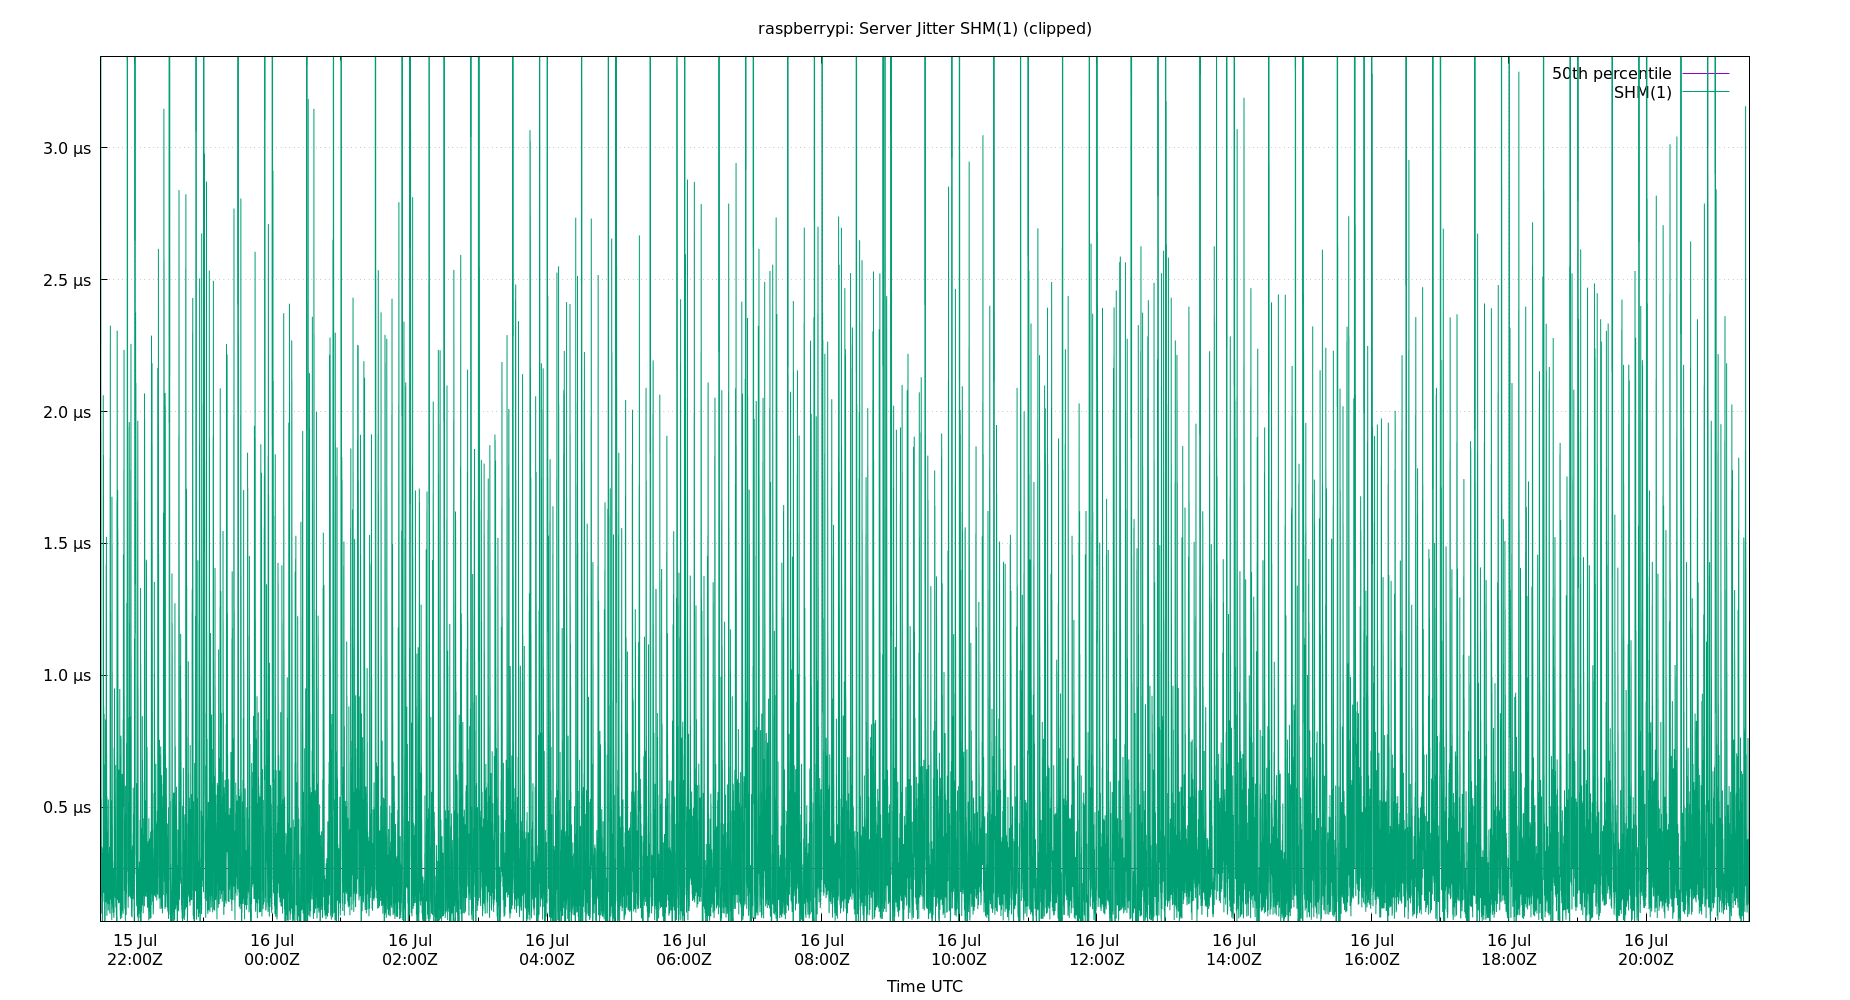 raspberrypi: Server Jitter SHM(1) (clipped)
50th percentile
SHM(1)
3.0 µs
2.5 µs
2.0 µs
1.5 µs
1.0 µs
0.5 µs
15 Jul 16 Jul 16 Jul 16 Jul 16 Jul 16 Jul 16 Jul 16 Jul 16 Jul 16 Jul 16 Jul 16 Jul
22:00Z 00:00Z 02:00Z 04:00Z 06:00Z 08:00Z 10:00Z 12:00Z 14:00Z 16:00Z 18:00Z 20:00Z
Time UTC